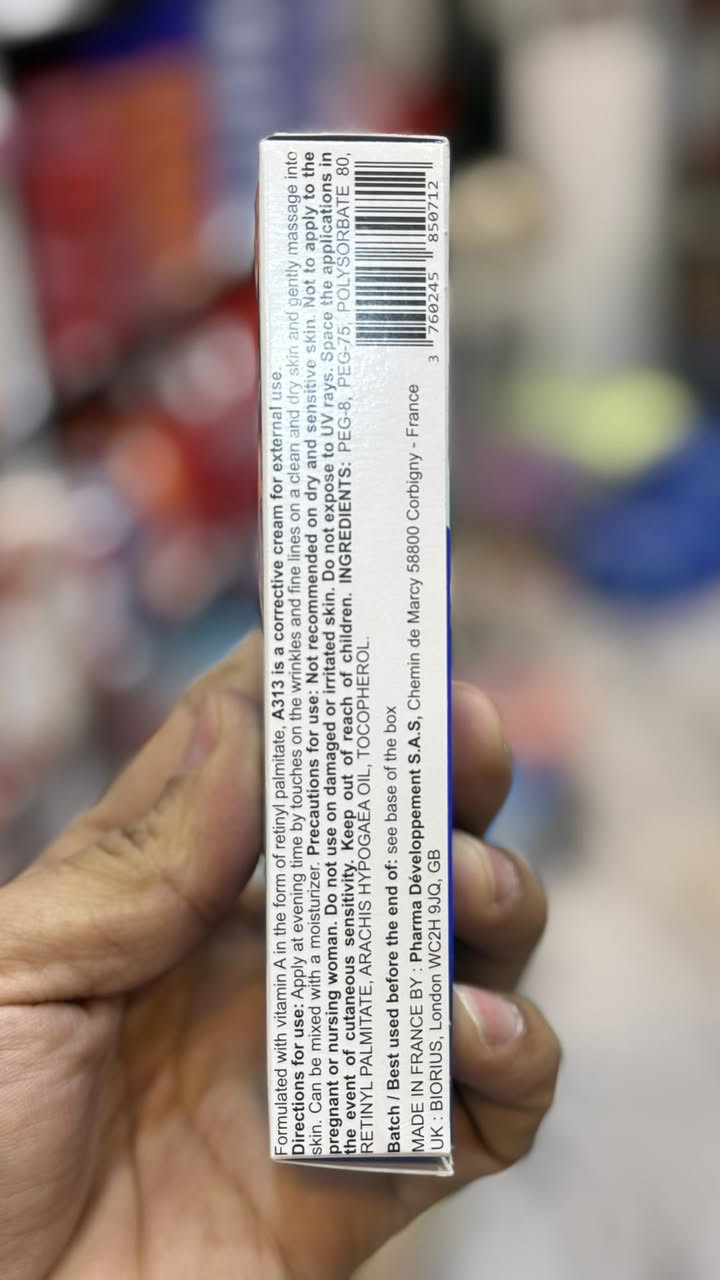 Formulated with vitamin A in the form of retinyl palmitate, A313 is a corrective cream for external use.
Directions for use: Apply at evening time by touches on the wrinkles and fine lines on a clean and dry skin and gently massage into
skin. Can be mixed with a moisturizer. Precautions for use: Not recommended on dry and sensitive skin. Not to apply to the
pregnant or nursing woman. Do not use on damaged or irritated skin. Do not expose to UV rays. Space the applications in
the event of cutaneous sensitivity. Keep out of reach of children. INGREDIENTS: PEG-8, PEG-75, POLYSORBATE 80,
RETINYL PALMITATE, ARACHIS HYPOGAEA OIL, TOCOPHEROL.
Batch / Best used before the end of: see base of the box
MADE IN FRANCE BY : Pharma Développement S.A.S, Chemin de Marcy 58800 Corbigny - France
UK : BIORIUS, London WC2H 9JQ, GB
3 760245 850712